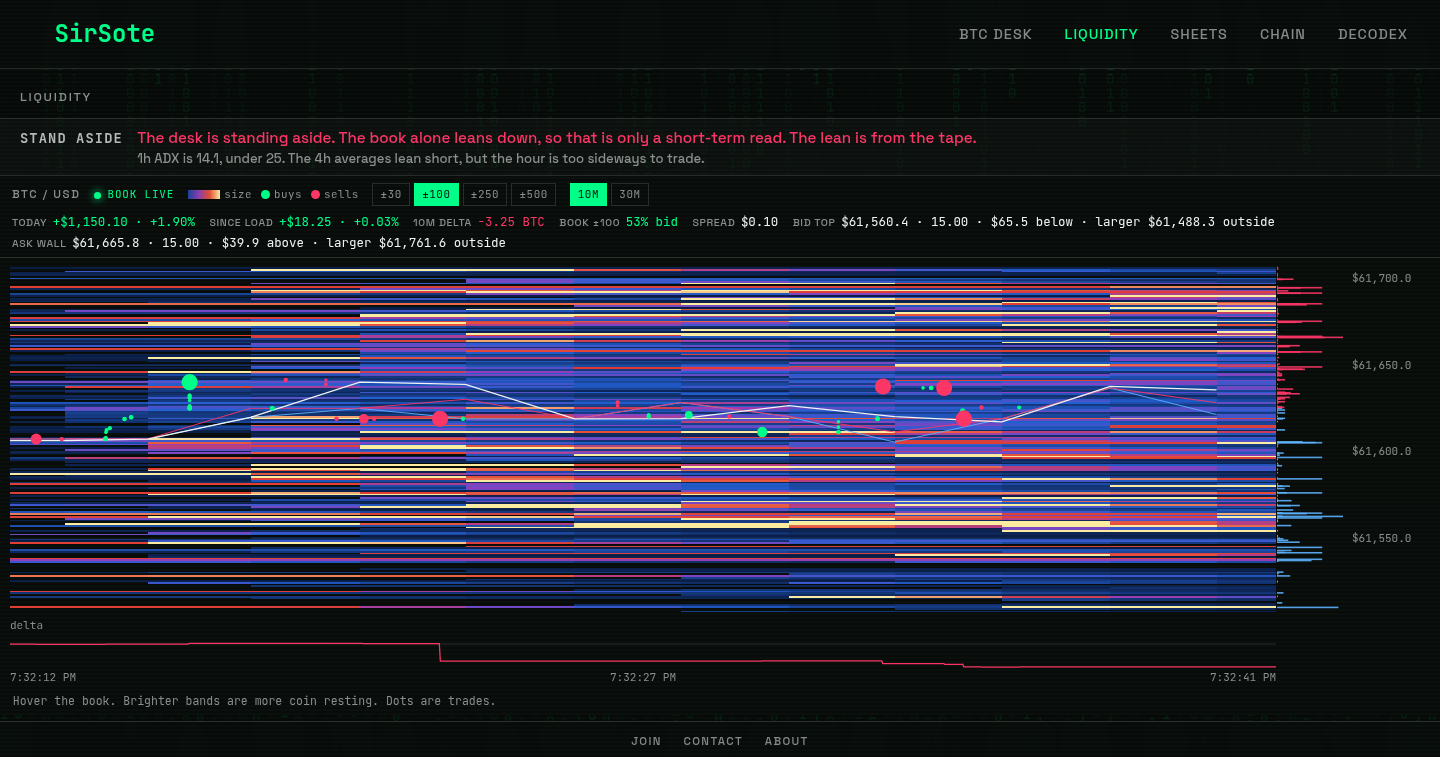 SirSote
BTC DESK LIQUIDITY SHEETS CHAIN DECODEX
LIQUIDITY
STAND ASIDE The desk is standing aside. The book alone leans down, so that is only a short-term read. The lean is from the tape.
1h ADX is 14.1, under 25. The 4h averages lean short, but the hour is too sideways to trade.
BTC / USD BOOK LIVE size buys sells ±30 ±100 ±250 ±500 10M 30M
TODAY +$1,150.10 · +1.90% SINCE LOAD +$18.25 · +0.03% 10M DELTA -3.25 BTC BOOK ±100 53% bid SPREAD $0.10 BID TOP $61,560.4 · 15.00 · $65.5 below · larger $61,488.3 outside
ASK WALL $61,665.8 · 15.00 · $39.9 above · larger $61,761.6 outside
$61,700.0
$61,650.0
$61,600.0
$61,550.0
delta
7:32:12 PM 7:32:27 PM 7:32:41 PM
Hover the book. Brighter bands are more coin resting. Dots are trades.
JOIN CONTACT ABOUT